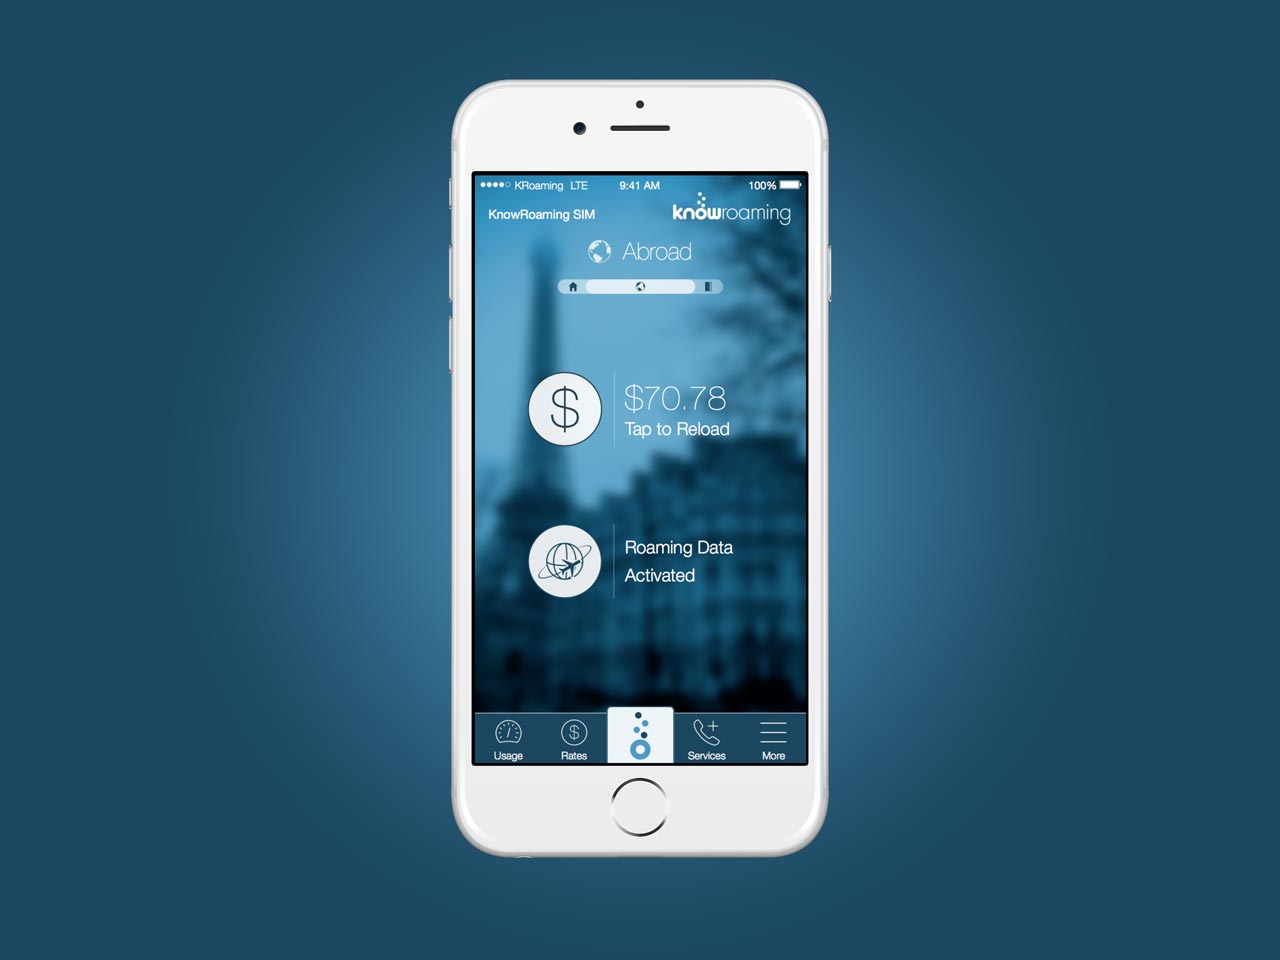 KRoaming LTE 9:41 AM 100%
KnowRoaming SIM knowroaming
Abroad
$
$70.78
Tap to Reload
Roaming Data
Activated
$
Usage Rates Services More